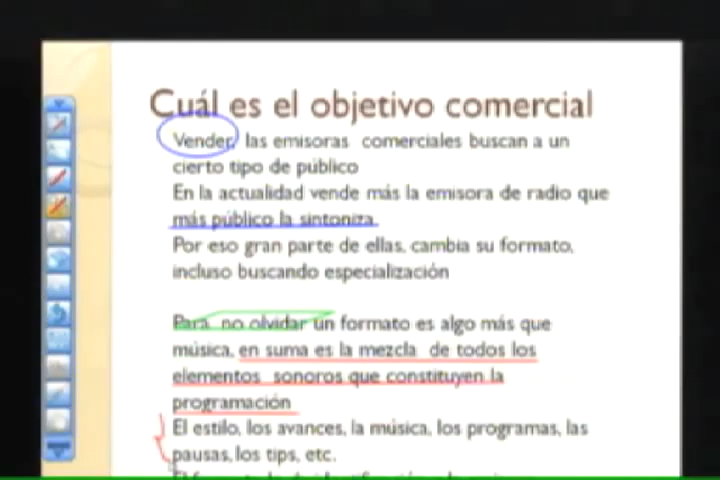 Cuál es el objetivo comercial
Vender, las emisoras comerciales buscan a un
cierto tipo de público
En la actualidad vende más la emisora de radio que
más público la sintoniza.
Por eso gran parte de ellas, cambia su formato,
incluso buscando especialización
Para no olvidar un formato es algo más que
música, en suma es la mezcla de todos los
elementos sonoros que constituyen la
programación
El estilo, los avances, la música, los programas, las
pausas, los tips, etc.